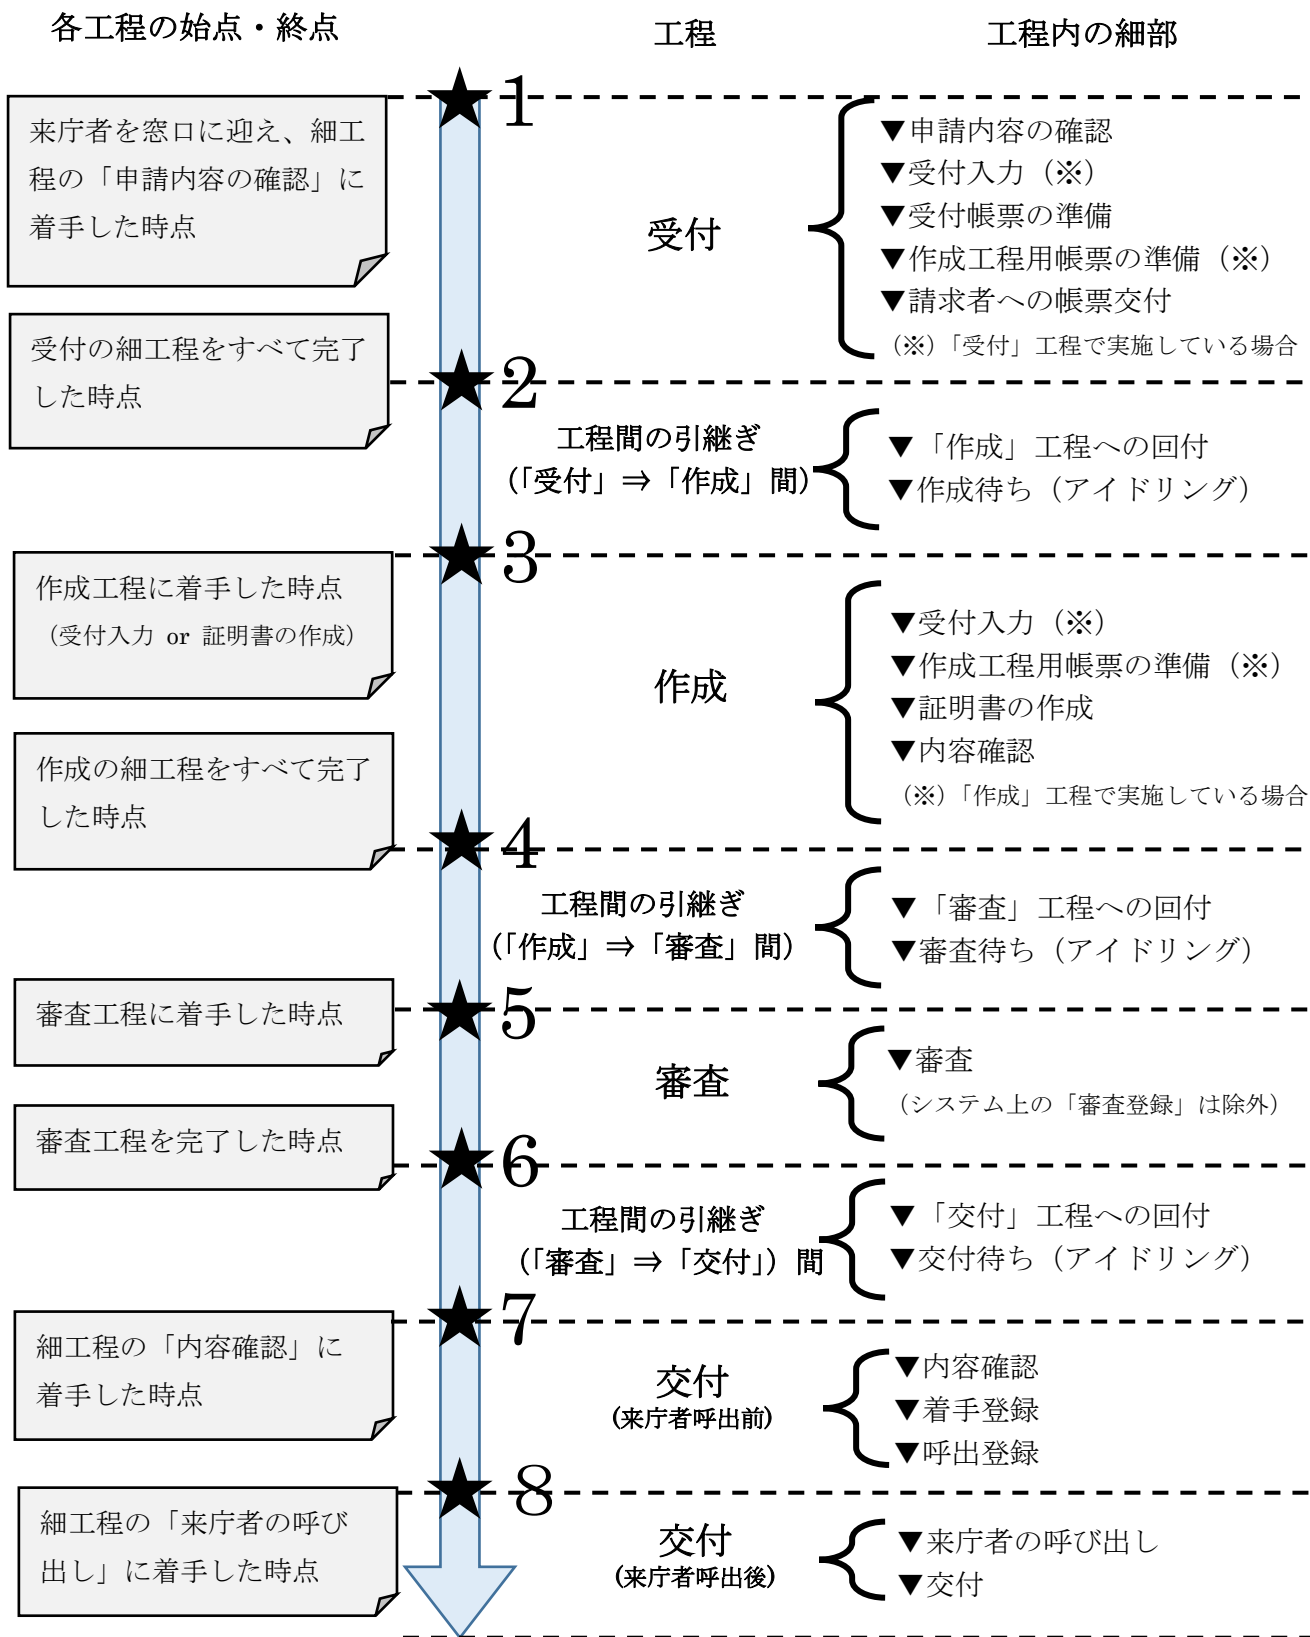 各工程の始点・終点
工程
工程内の細部
1
来庁者を窓口に迎え、細工
程の「申請内容の確認」に
着手した時点
受付
▼申請内容の確認
▼受付入力（※）
▼受付帳票の準備
▼作成工程用帳票の準備（※）
▼請求者への帳票交付
（※）「受付」工程で実施している場合
受付の細工程をすべて完了
した時点
2
工程間の引継ぎ
（「受付」⇒「作成」間）
▼「作成」工程への回付
▼作成待ち（アイドリング）
3
作成工程に着手した時点
（受付入力 or 証明書の作成）
作成
▼受付入力（※）
▼作成工程用帳票の準備（※）
▼証明書の作成
▼内容確認
（※）「作成」工程で実施している場合
作成の細工程をすべて完了
した時点
4
工程間の引継ぎ
（「作成」⇒「審査」間）
▼「審査」工程への回付
▼審査待ち（アイドリング）
5
審査工程に着手した時点
審査
▼審査
（システム上の「審査登録」は除外）
審査工程を完了した時点
6
工程間の引継ぎ
（「審査」⇒「交付」）間
▼「交付」工程への回付
▼交付待ち（アイドリング）
7
細工程の「内容確認」に
着手した時点
交付
（来庁者呼出前）
▼内容確認
▼着手登録
▼呼出登録
8
細工程の「来庁者の呼び
出し」に着手した時点
交付
（来庁者呼出後）
▼来庁者の呼び出し
▼交付